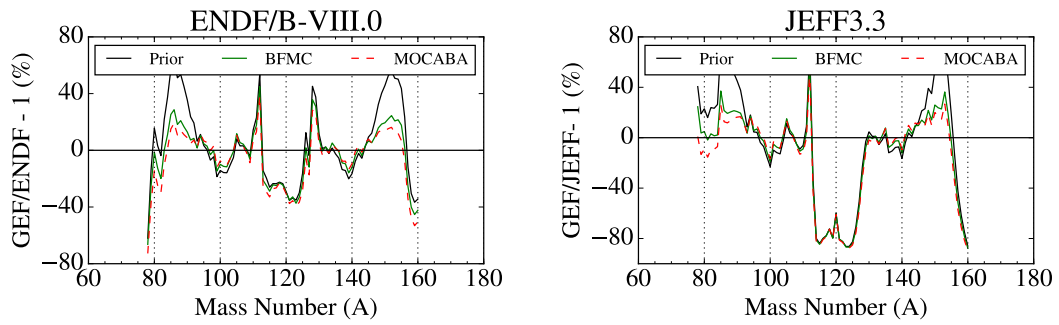 ENDF/B-VIII.0
GEF/ENDF - 1 (%)
80
40
0
−40
−80
Prior
BFMC
MOCABA
60
80
100
120
140
160
180
Mass Number (A)
JEFF3.3
GEF/JEFF- 1 (%)
80
40
0
−40
−80
Prior
BFMC
MOCABA
60
80
100
120
140
160
180
Mass Number (A)